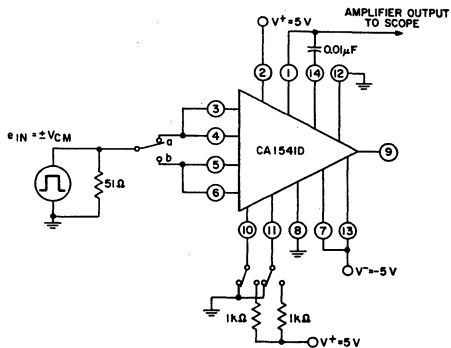 AMPLIFIER OUTPUT
TO SCOPE
V+=5V
0.01µF
2
1
14
12
eIN=±VCM
3
a
4
CA1541D
9
b
5
51Ω
6
10
11
8
7
13
V-=-5V
1kΩ
1kΩ
V+=5V